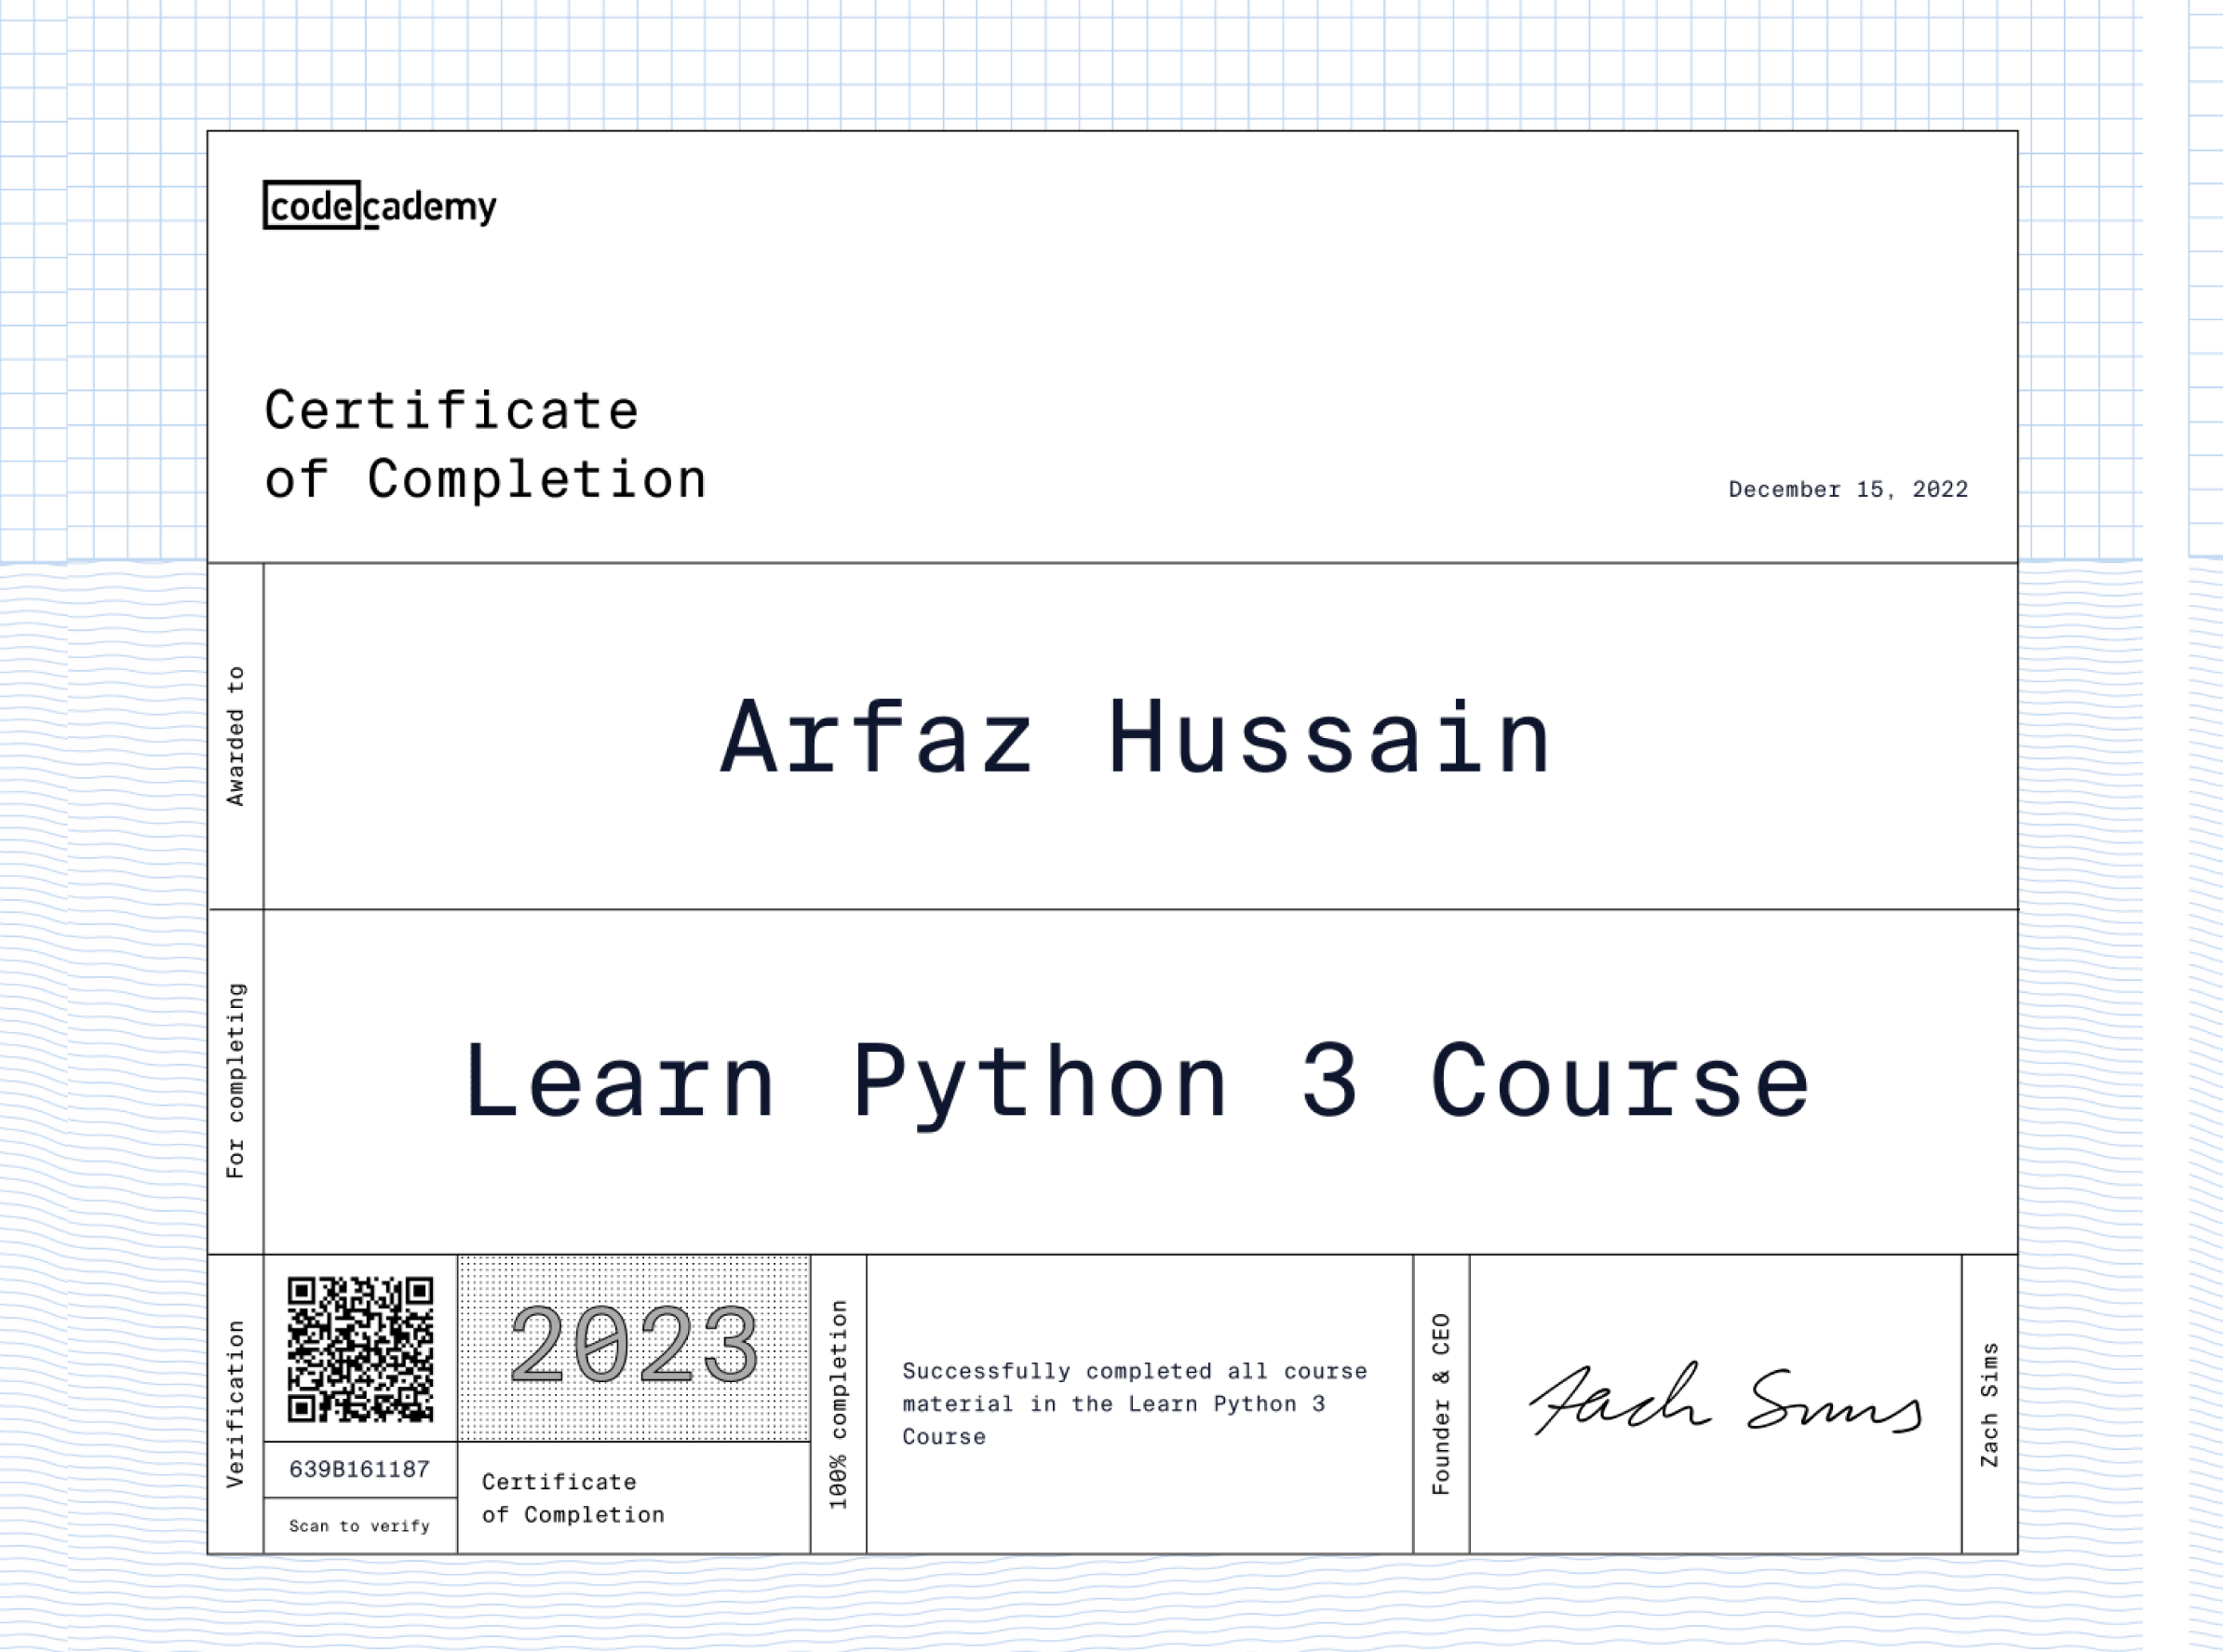 codecademy
Certificate
of Completion
December 15, 2022
Awarded to
Arfaz Hussain
For completing
Learn Python 3 Course
Verification
639B161187
Scan to verify
2023
Certificate
of Completion
100% completion
Successfully completed all course
material in the Learn Python 3
Course
Founder & CEO
Zach Sims
Zach Sims